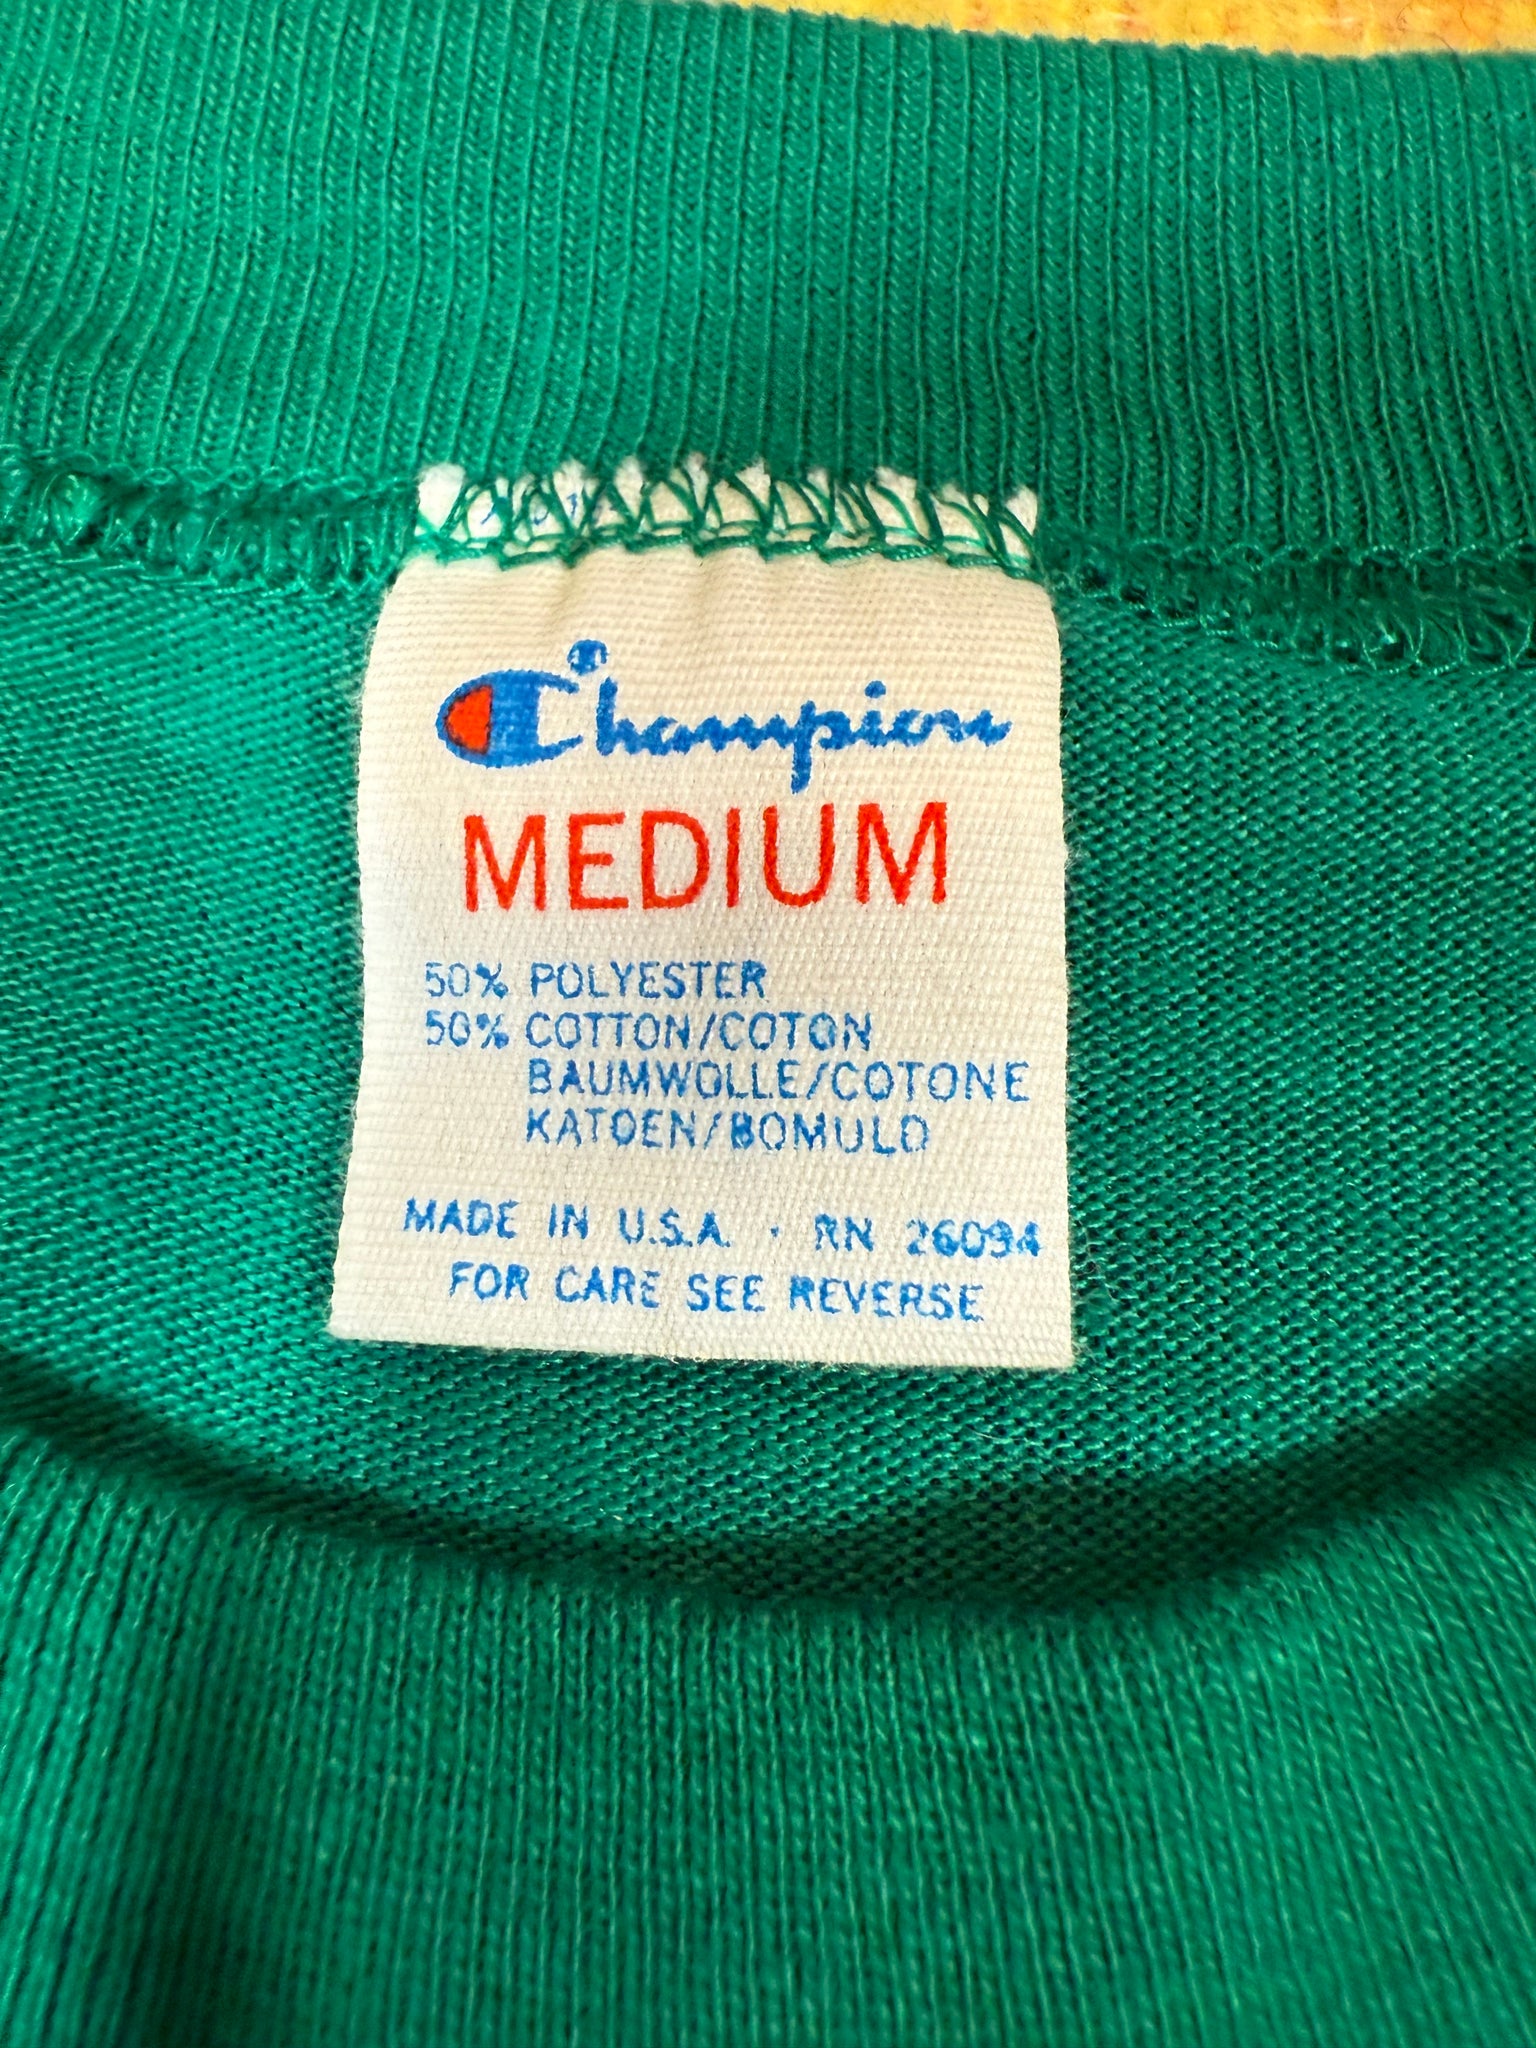 Champion
MEDIUM
50% POLYESTER
50% COTTON/COTON
BAUMWOLLE/COTONE
KATOEN/BOMULD
MADE IN U.S.A. · RN 26094
FOR CARE SEE REVERSE